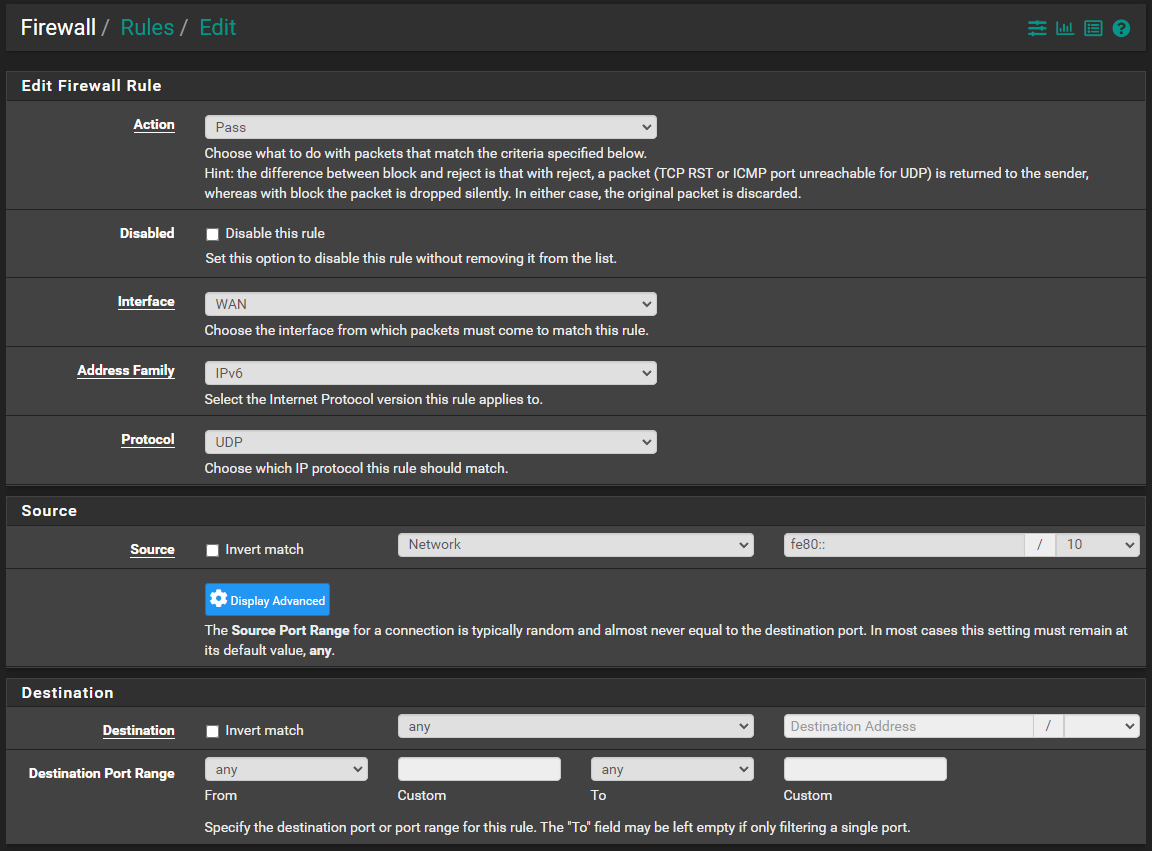 Firewall / Rules / Edit
Edit Firewall Rule
Action
Pass
Choose what to do with packets that match the criteria specified below.
Hint: the difference between block and reject is that with reject, a packet (TCP RST or ICMP port unreachable for UDP) is returned to the sender,
whereas with block the packet is dropped silently. In either case, the original packet is discarded.
Disabled
Disable this rule
Set this option to disable this rule without removing it from the list.
Interface
WAN
Choose the interface from which packets must come to match this rule.
Address Family
IPv6
Select the Internet Protocol version this rule applies to.
Protocol
UDP
Choose which IP protocol this rule should match.
Source
Source
Invert match
Network
fe80:: / 10
Display Advanced
The Source Port Range for a connection is typically random and almost never equal to the destination port. In most cases this setting must remain at
its default value, any.
Destination
Destination
Invert match
any
Destination Address /
Destination Port Range
any
any
From
Custom
To
Custom
Specify the destination port or port range for this rule. The "To" field may be left empty if only filtering a single port.